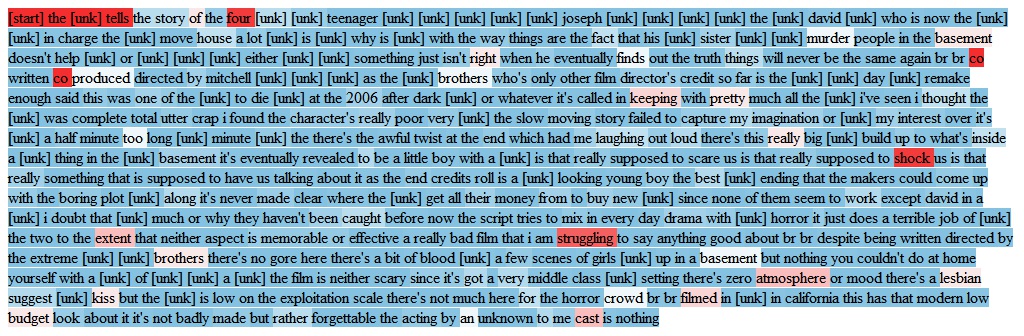 [start] the [unk] tells the story of the four [unk] [unk] teenager [unk] [unk] [unk] [unk] [unk] joseph [unk] [unk] [unk] [unk] the [unk] david [unk] who is now the [unk]
[unk] in charge the [unk] move house a lot [unk] is [unk] why is [unk] with the way things are the fact that his [unk] sister [unk] [unk] murder people in the basement
doesn't help [unk] or [unk] [unk] [unk] either [unk] [unk] something just isn't right when he eventually finds out the truth things will never be the same again br br co
written co produced directed by mitchell [unk] [unk] [unk] as the [unk] brothers who's only other film director's credit so far is the [unk] [unk] day [unk] remake
enough said this was one of the [unk] to die [unk] at the 2006 after dark [unk] or whatever it's called in keeping with pretty much all the [unk] i've seen i thought the
[unk] was complete total utter crap i found the character's really poor very [unk] the slow moving story failed to capture my imagination or [unk] my interest over it's
[unk] a half minute too long [unk] minute [unk] the there's the awful twist at the end which had me laughing out loud there's this really big [unk] build up to what's inside
a [unk] thing in the [unk] basement it's eventually revealed to be a little boy with a [unk] is that really supposed to scare us is that really supposed to shock us is that
really something that is supposed to have us talking about it as the end credits roll is a [unk] looking young boy the best [unk] ending that the makers could come up
with the boring plot [unk] along it's never made clear where the [unk] get all their money from to buy new [unk] since none of them seem to work except david in a
[unk] i doubt that [unk] much or why they haven't been caught before now the script tries to mix in every day drama with [unk] horror it just does a terrible job of [unk]
the two to the extent that neither aspect is memorable or effective a really bad film that i am struggling to say anything good about br br despite being written directed by
the extreme [unk] brothers there's no gore here there's a bit of blood [unk] a few scenes of girls [unk] up in a basement but nothing you couldn't do at home
yourself with a [unk] of [unk] [unk] a [unk] the film is neither scary since it's got a very middle class [unk] setting there's zero atmosphere or mood there's a lesbian
suggest [unk] kiss but the [unk] is low on the exploitation scale there's not much here for the horror crowd br br filmed in [unk] in california this has that modern low
budget look about it it's not badly made but rather forgettable the acting by an unknown to me cast is nothing